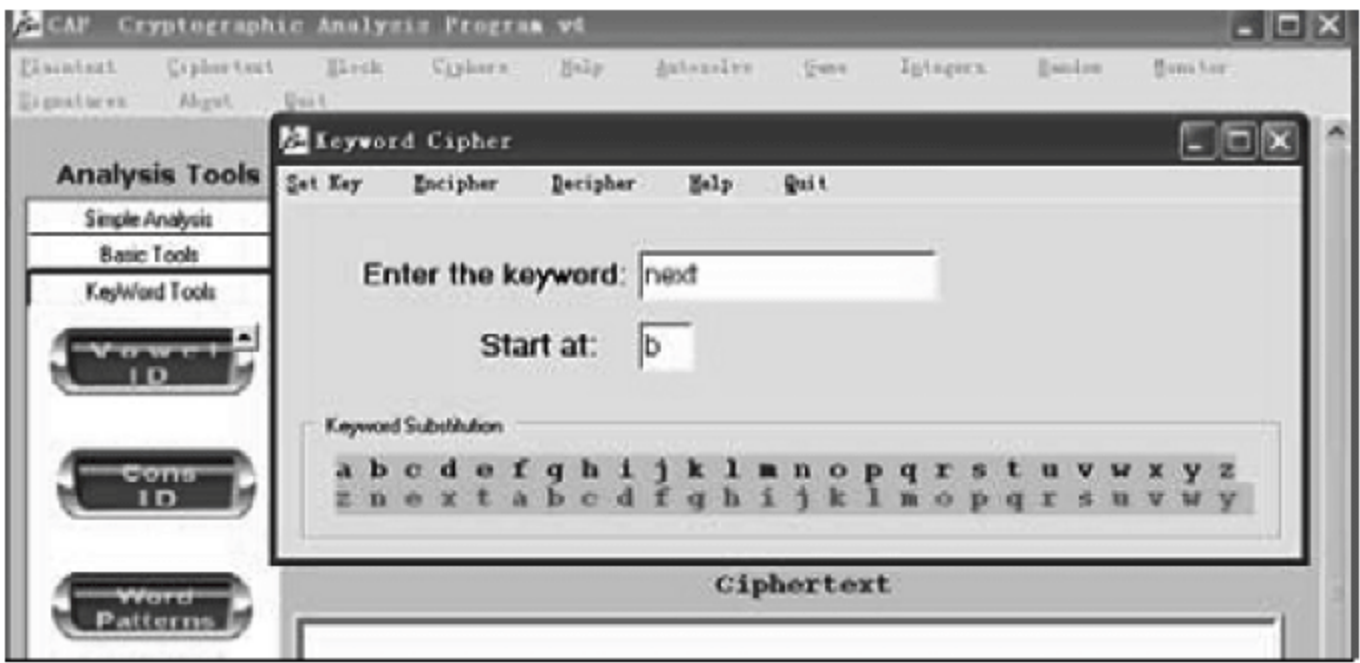 CAP Cryptographic Analysis Program v4
Plaintext Ciphertext Block Ciphers Help Autosolve Game Integers Random Monitor
Signatures About Quit
Keyword Cipher
Set Key Encipher Decipher Help Quit
Analysis Tools
Simple Analysis
Basic Tools
KeyWord Tools
Enter the keyword: next
Start at: b
Vowel
ID
Keyword Substitution
a b c d e f g h i j k l m n o p q r s t u v w x y z
z n e x t a b c d f g h i j k l m o p q r s u v w y
Cons
ID
Word
Patterns
Ciphertext